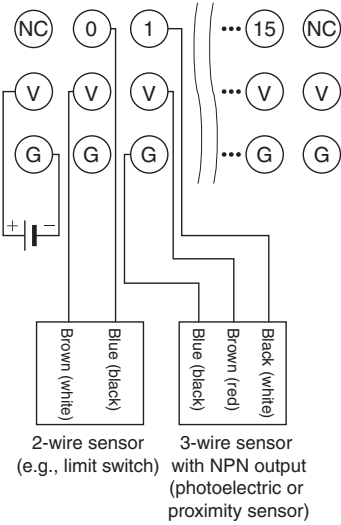 NC 0 1 ••• 15 NC
V V V ••• V V
G G G ••• G G
+ −
Brown (white)
Blue (black)
Blue (black)
Brown (red)
Black (white)
2-wire sensor
(e.g., limit switch)
3-wire sensor
with NPN output
(photoelectric or
proximity sensor)